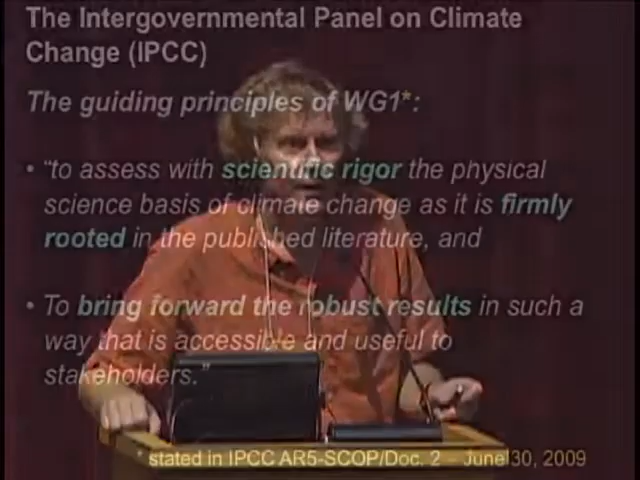 The Intergovernmental Panel on Climate
Change (IPCC)
The guiding principles of WG1*:
• "to assess with scientific rigor the physical
science basis of climate change as it is firmly
rooted in the published literature, and
• To bring forward the robust results in such a
way that is accessible and useful to
stakeholders."
* stated in IPCC AR5-SCOP/Doc. 2 – June 30, 2009